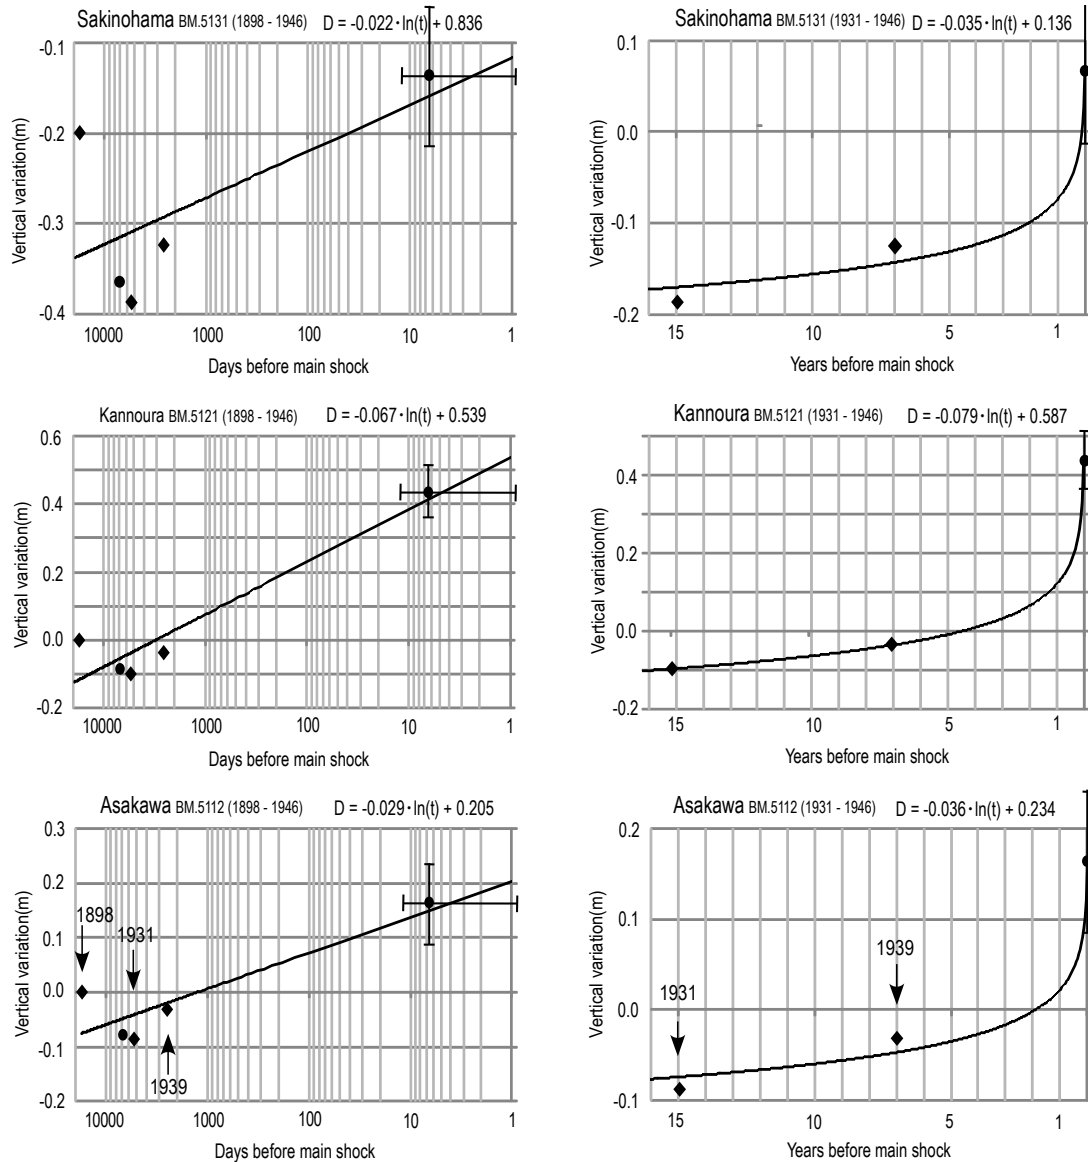 Sakinohama BM.5131 (1898 - 1946) D = -0.022·ln(t) + 0.836
-0.1
-0.2
-0.3
-0.4
Vertical variation(m)
10000 1000 100 10 1
Days before main shock
Sakinohama BM.5131 (1931 - 1946) D = -0.035·ln(t) + 0.136
0.1
0.0
-0.1
-0.2
Vertical variation(m)
15 10 5 1
Years before main shock
Kannoura BM.5121 (1898 - 1946) D = -0.067·ln(t) + 0.539
0.6
0.4
0.2
0.0
-0.2
Vertical variation(m)
10000 1000 100 10 1
Days before main shock
Kannoura BM.5121 (1931 - 1946) D = -0.079·ln(t) + 0.587
0.4
0.2
0.0
-0.2
Vertical variation(m)
15 10 5 1
Years before main shock
Asakawa BM.5112 (1898 - 1946) D = -0.029·ln(t) + 0.205
0.3
0.2
0.1
0.0
-0.1
-0.2
Vertical variation(m)
1898
1931
1939
10000 1000 100 10 1
Days before main shock
Asakawa BM.5112 (1931 - 1946) D = -0.036·ln(t) + 0.234
0.2
0.1
0.0
-0.1
Vertical variation(m)
1939
1931
15 10 5 1
Years before main shock